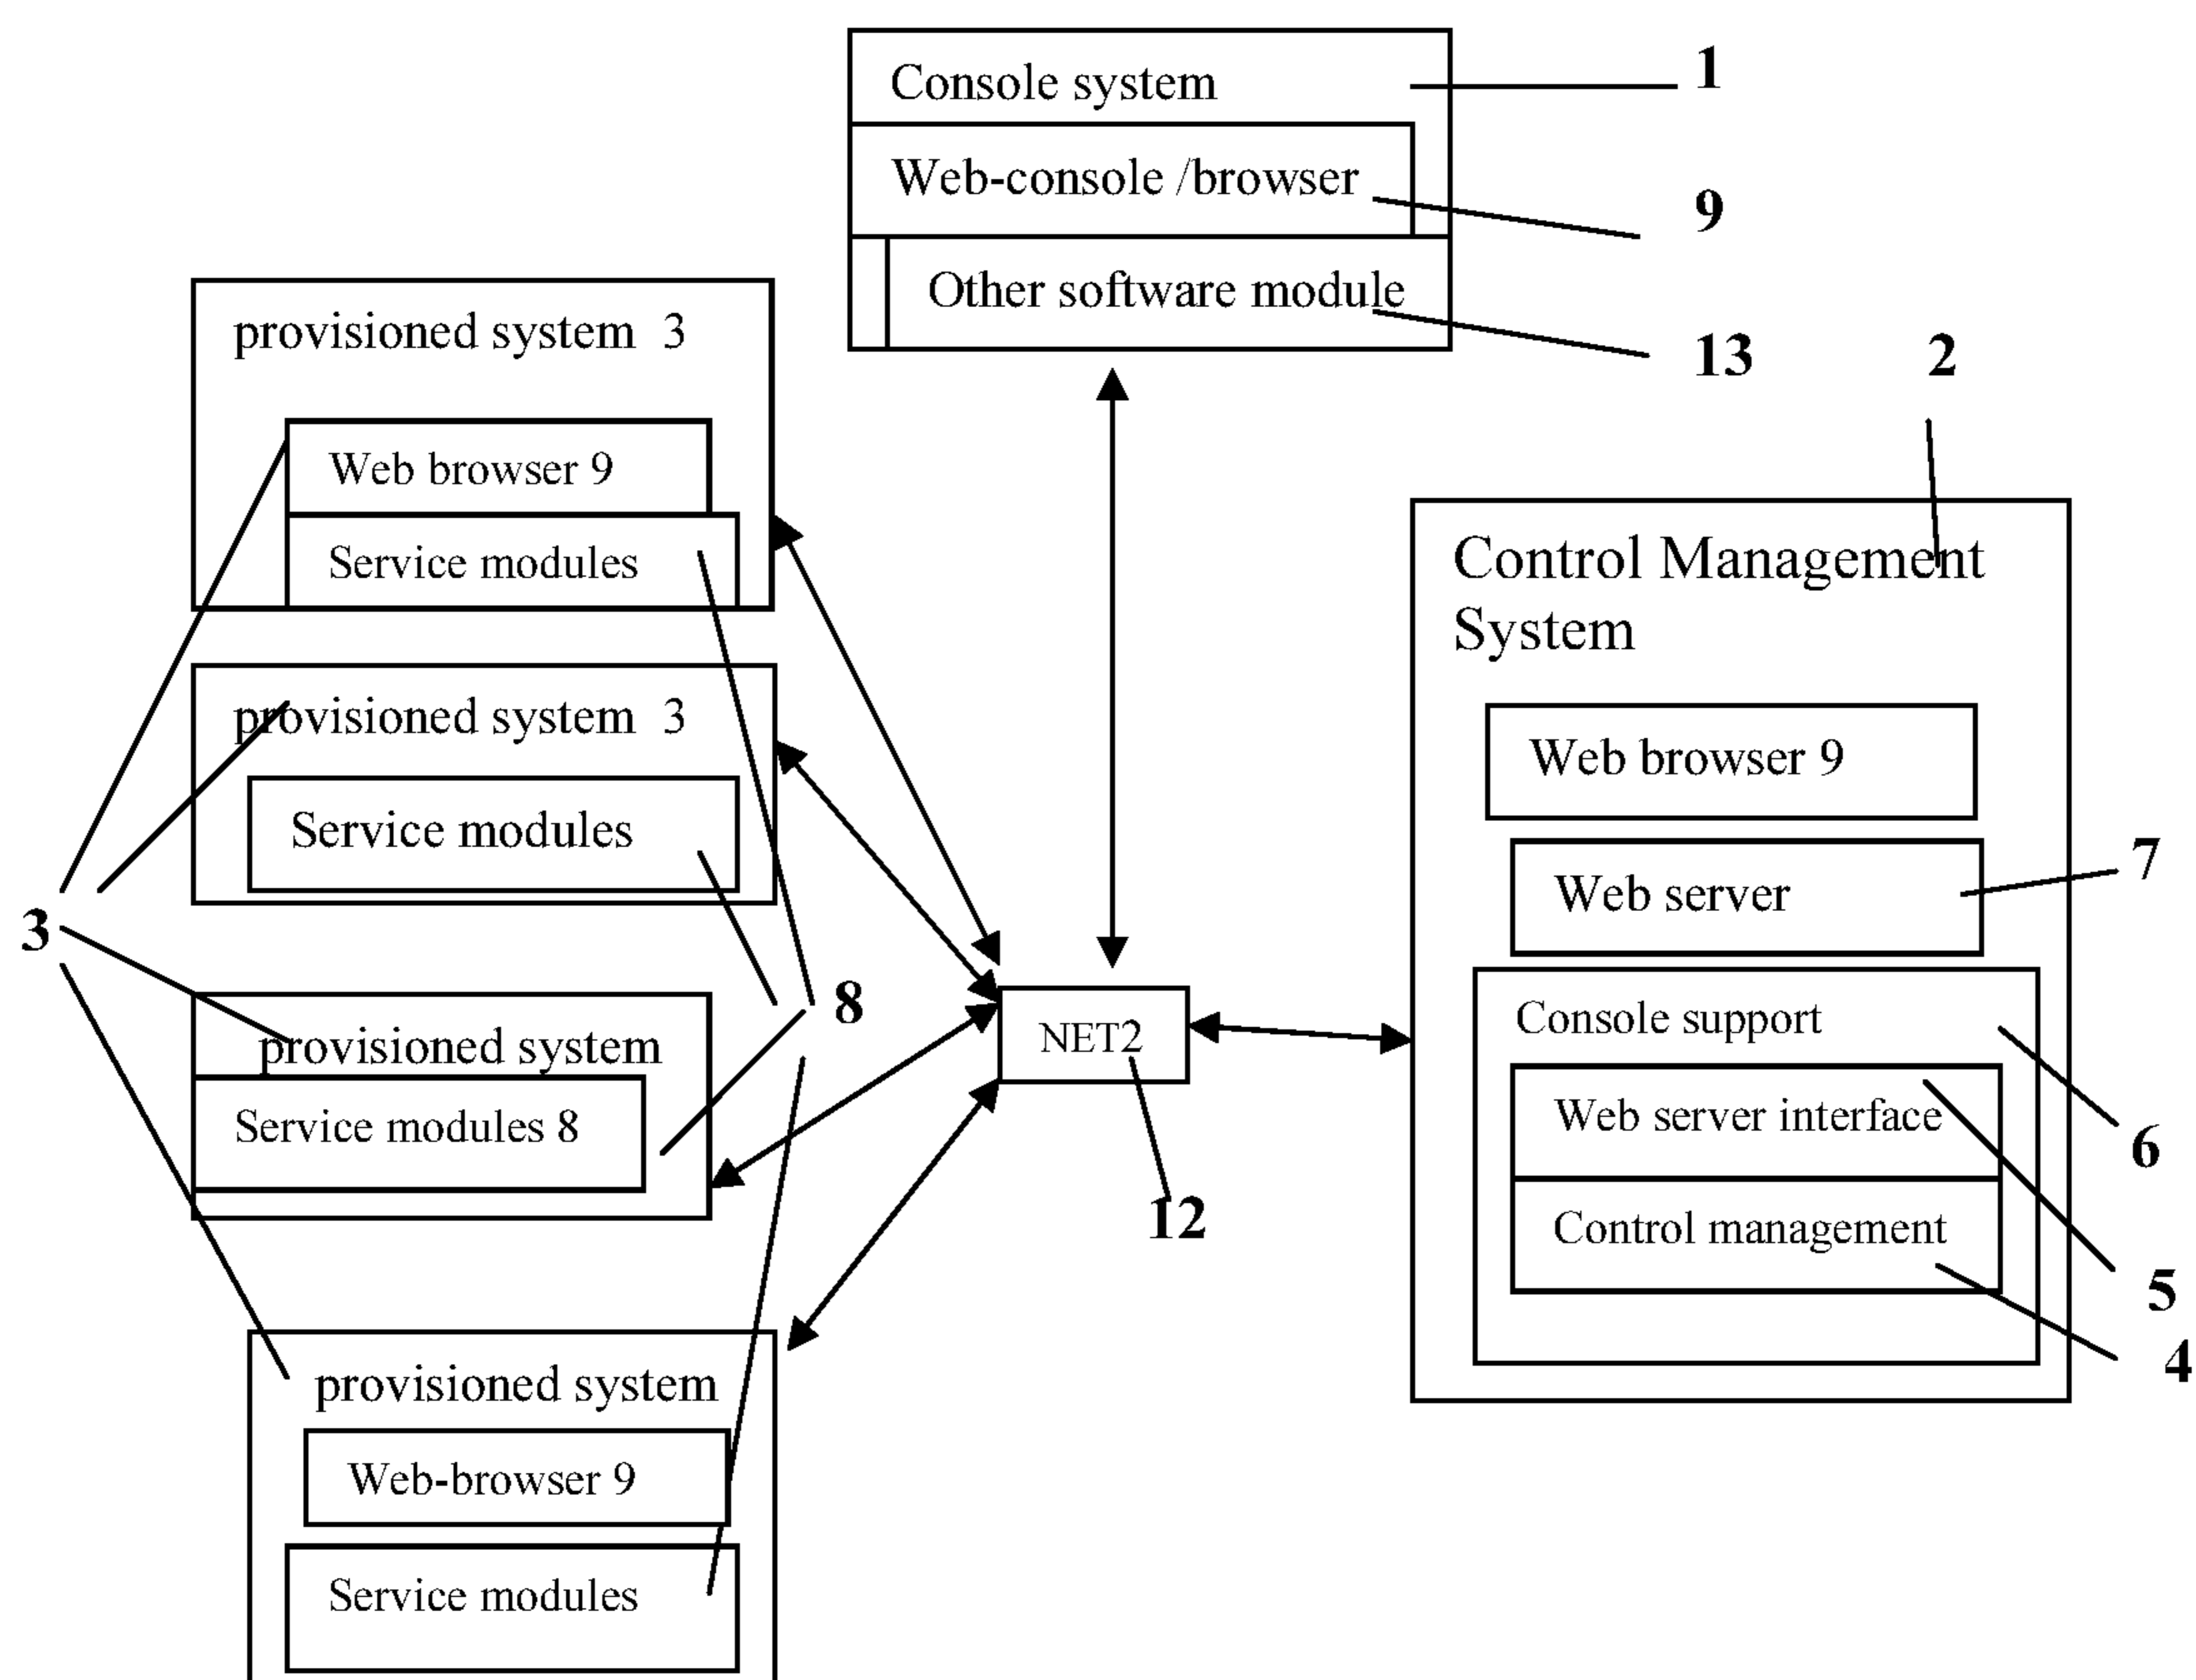 Console system
1
Web-console /browser
9
Other software module
13
2
provisioned system 3
Web browser 9
Service modules
provisioned system 3
Service modules
3
provisioned system
Service modules 8
8
provisioned system
Web-browser 9
Service modules
NET2
12
Control Management
System
Web browser 9
Web server
7
Console support
Web server interface
6
Control management
5
4